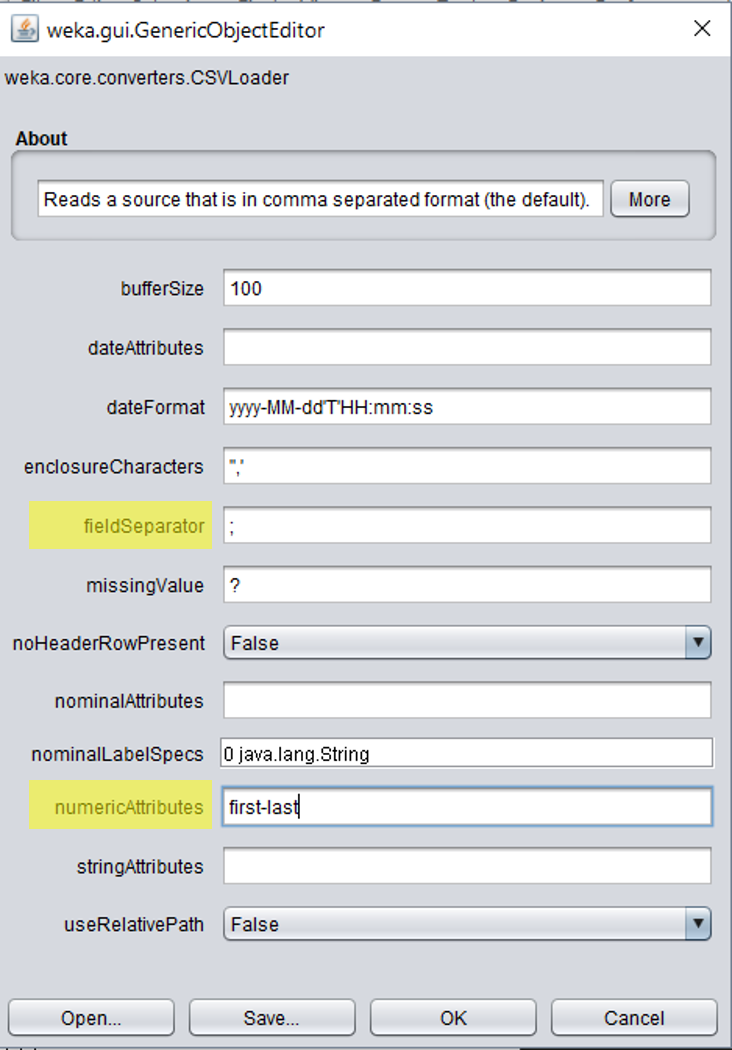 weka.gui.GenericObjectEditor
weka.core.converters.CSVLoader
About
Reads a source that is in comma separated format (the default). More
bufferSize 100
dateAttributes
dateFormat yyyy-MM-dd'T'HH:mm:ss
enclosureCharacters ",'
fieldSeparator ;
missingValue ?
noHeaderRowPresent False
nominalAttributes
nominalLabelSpecs 0 java.lang.String
numericAttributes first-last
stringAttributes
useRelativePath False
Open... Save... OK Cancel